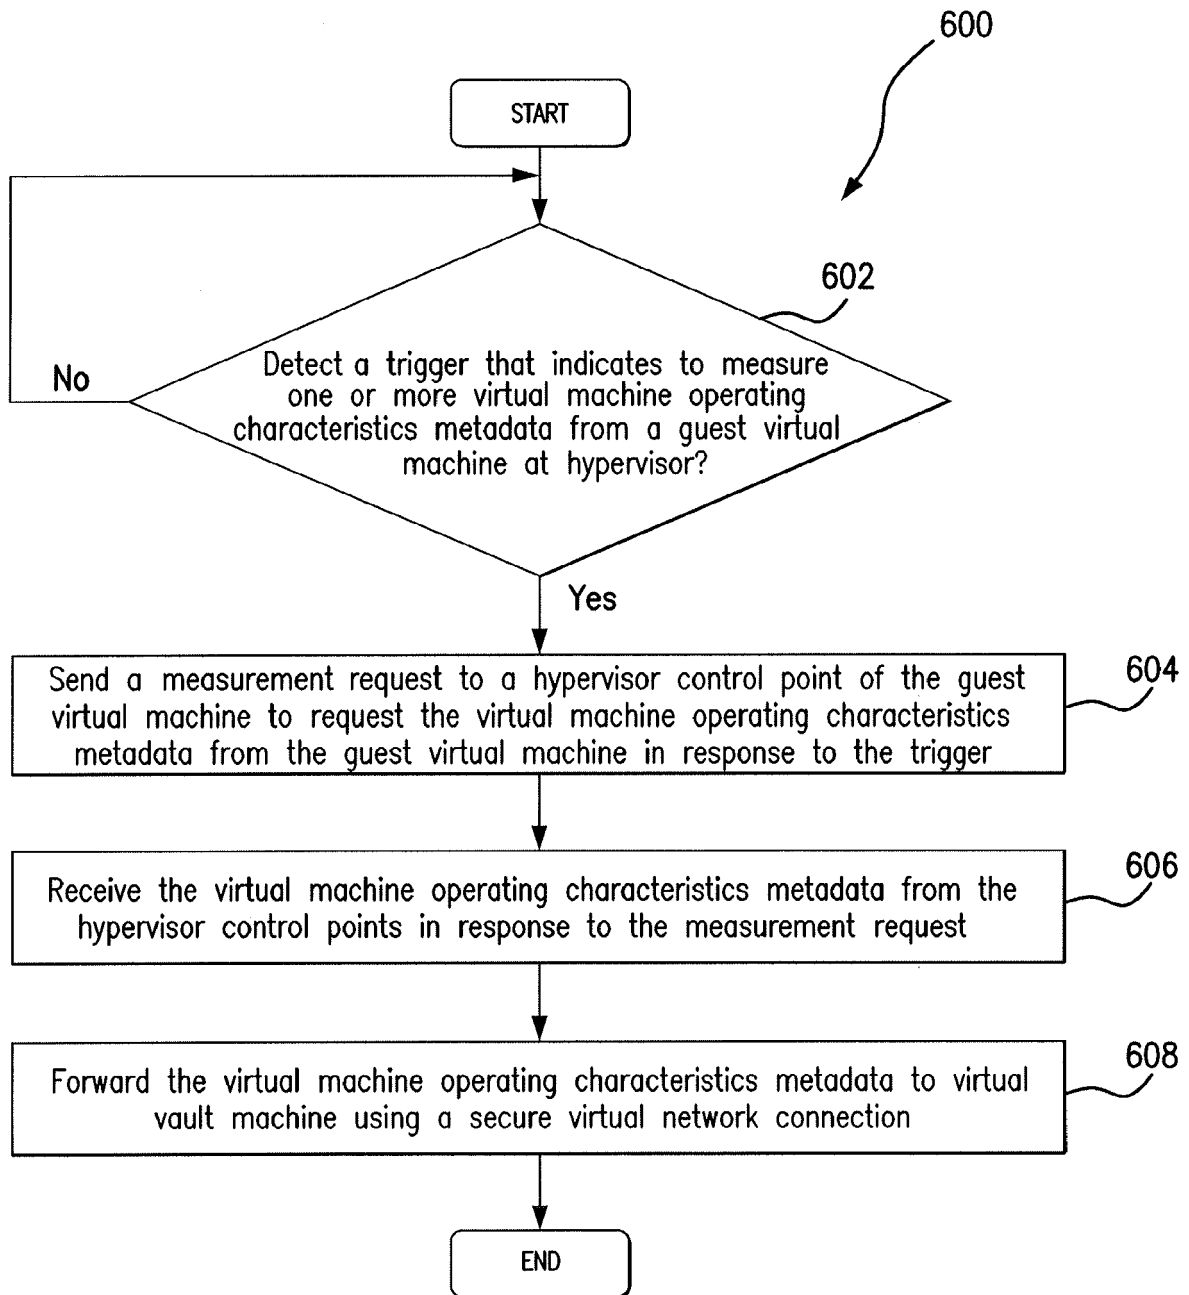 600
START
602
Detect a trigger that indicates to measure
one or more virtual machine operating
characteristics metadata from a guest virtual
machine at hypervisor?
No
Yes
604
Send a measurement request to a hypervisor control point of the guest
virtual machine to request the virtual machine operating characteristics
metadata from the guest virtual machine in response to the trigger
606
Receive the virtual machine operating characteristics metadata from the
hypervisor control points in response to the measurement request
608
Forward the virtual machine operating characteristics metadata to virtual
vault machine using a secure virtual network connection
END